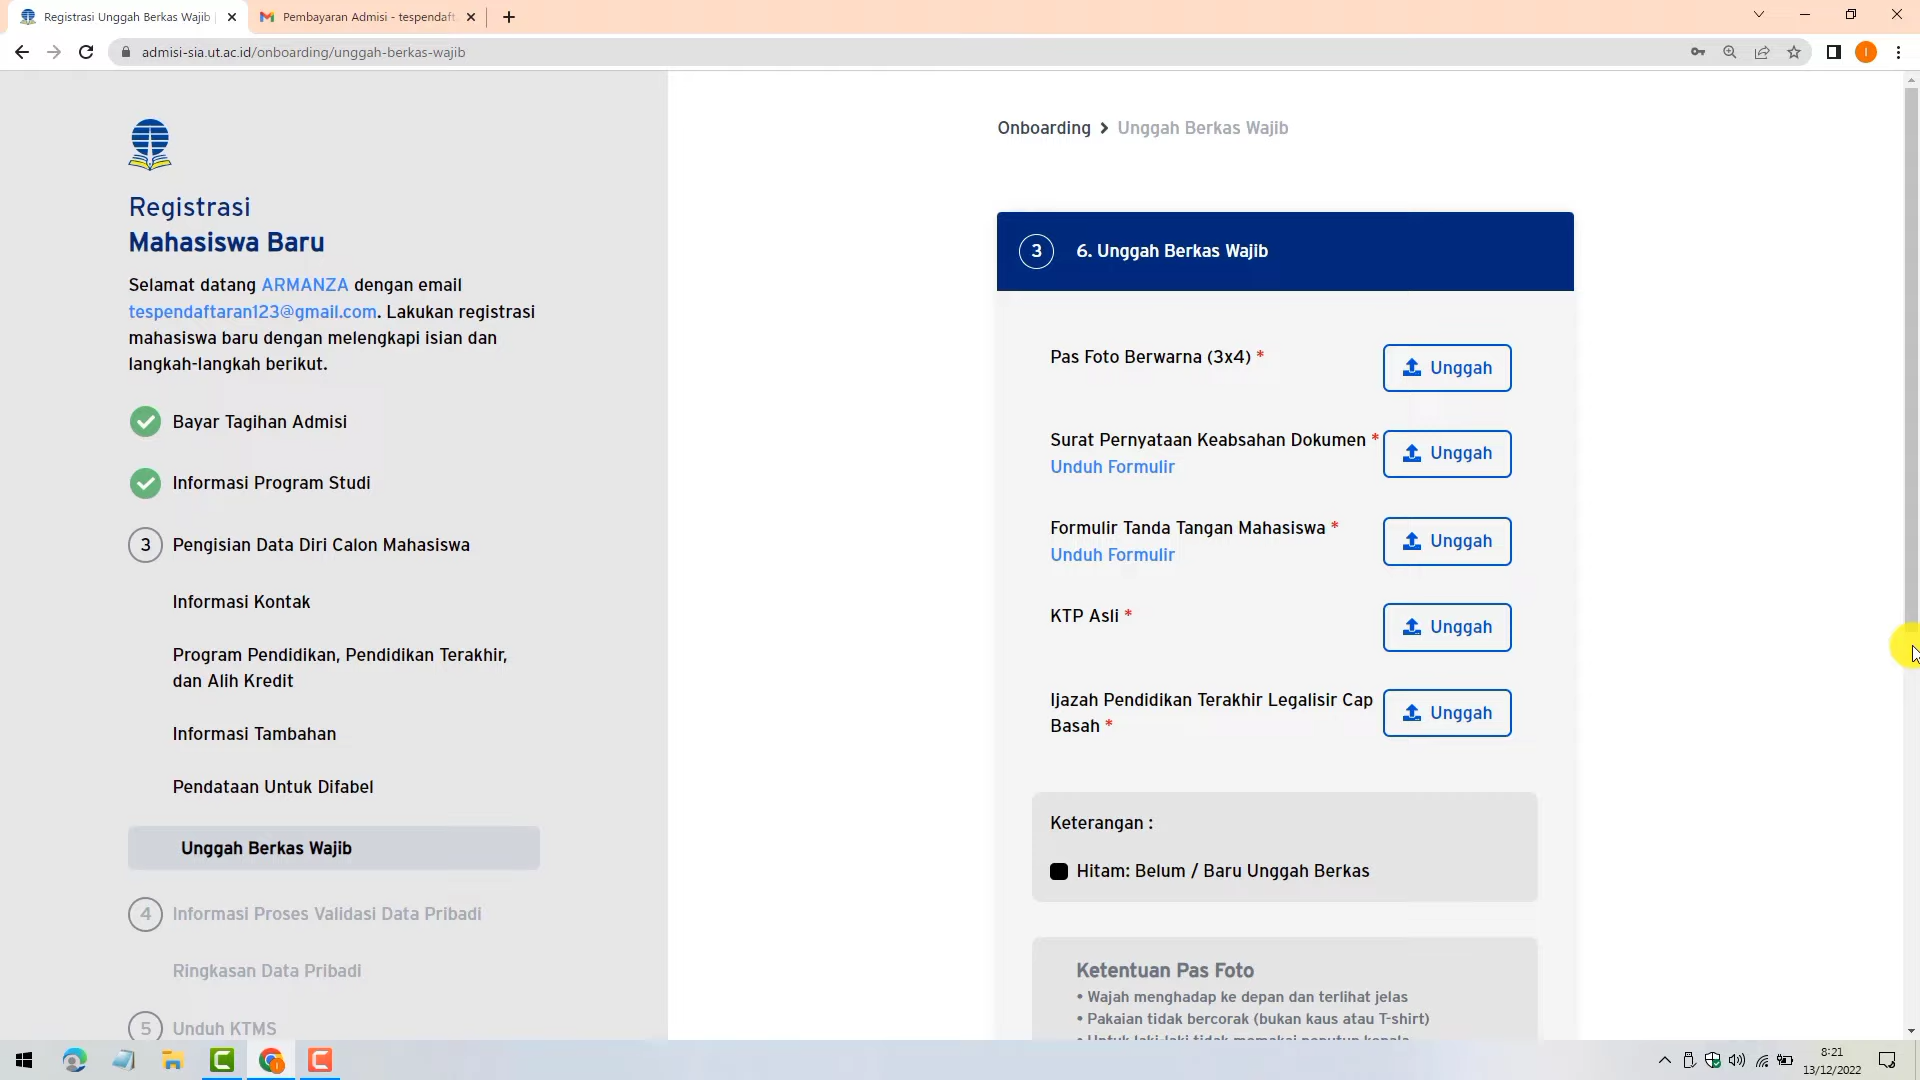 Registrasi Unggah Berkas Wajib
Pembayaran Admisi - tespendaft
admisi-sia.ut.ac.id/onboarding/unggah-berkas-wajib
I
Registrasi
Mahasiswa Baru
Selamat datang ARMANZA dengan email
tespendaftaran123@gmail.com. Lakukan registrasi
mahasiswa baru dengan melengkapi isian dan
langkah-langkah berikut.
Bayar Tagihan Admisi
Informasi Program Studi
3 Pengisian Data Diri Calon Mahasiswa
Informasi Kontak
Program Pendidikan, Pendidikan Terakhir,
dan Alih Kredit
Informasi Tambahan
Pendataan Untuk Difabel
Unggah Berkas Wajib
4 Informasi Proses Validasi Data Pribadi
Ringkasan Data Pribadi
5 Unduh KTMS
Onboarding > Unggah Berkas Wajib
3 6. Unggah Berkas Wajib
Pas Foto Berwarna (3x4) * Unggah
Surat Pernyataan Keabsahan Dokumen * Unggah
Unduh Formulir
Formulir Tanda Tangan Mahasiswa * Unggah
Unduh Formulir
KTP Asli * Unggah
Ijazah Pendidikan Terakhir Legalisir Cap Unggah
Basah *
Keterangan :
Hitam: Belum / Baru Unggah Berkas
Ketentuan Pas Foto
• Wajah menghadap ke depan dan terlihat jelas
• Pakaian tidak bercorak (bukan kaus atau T-shirt)
• Untuk laki-laki tidak memakai penutup kepala
8:21
13/12/2022